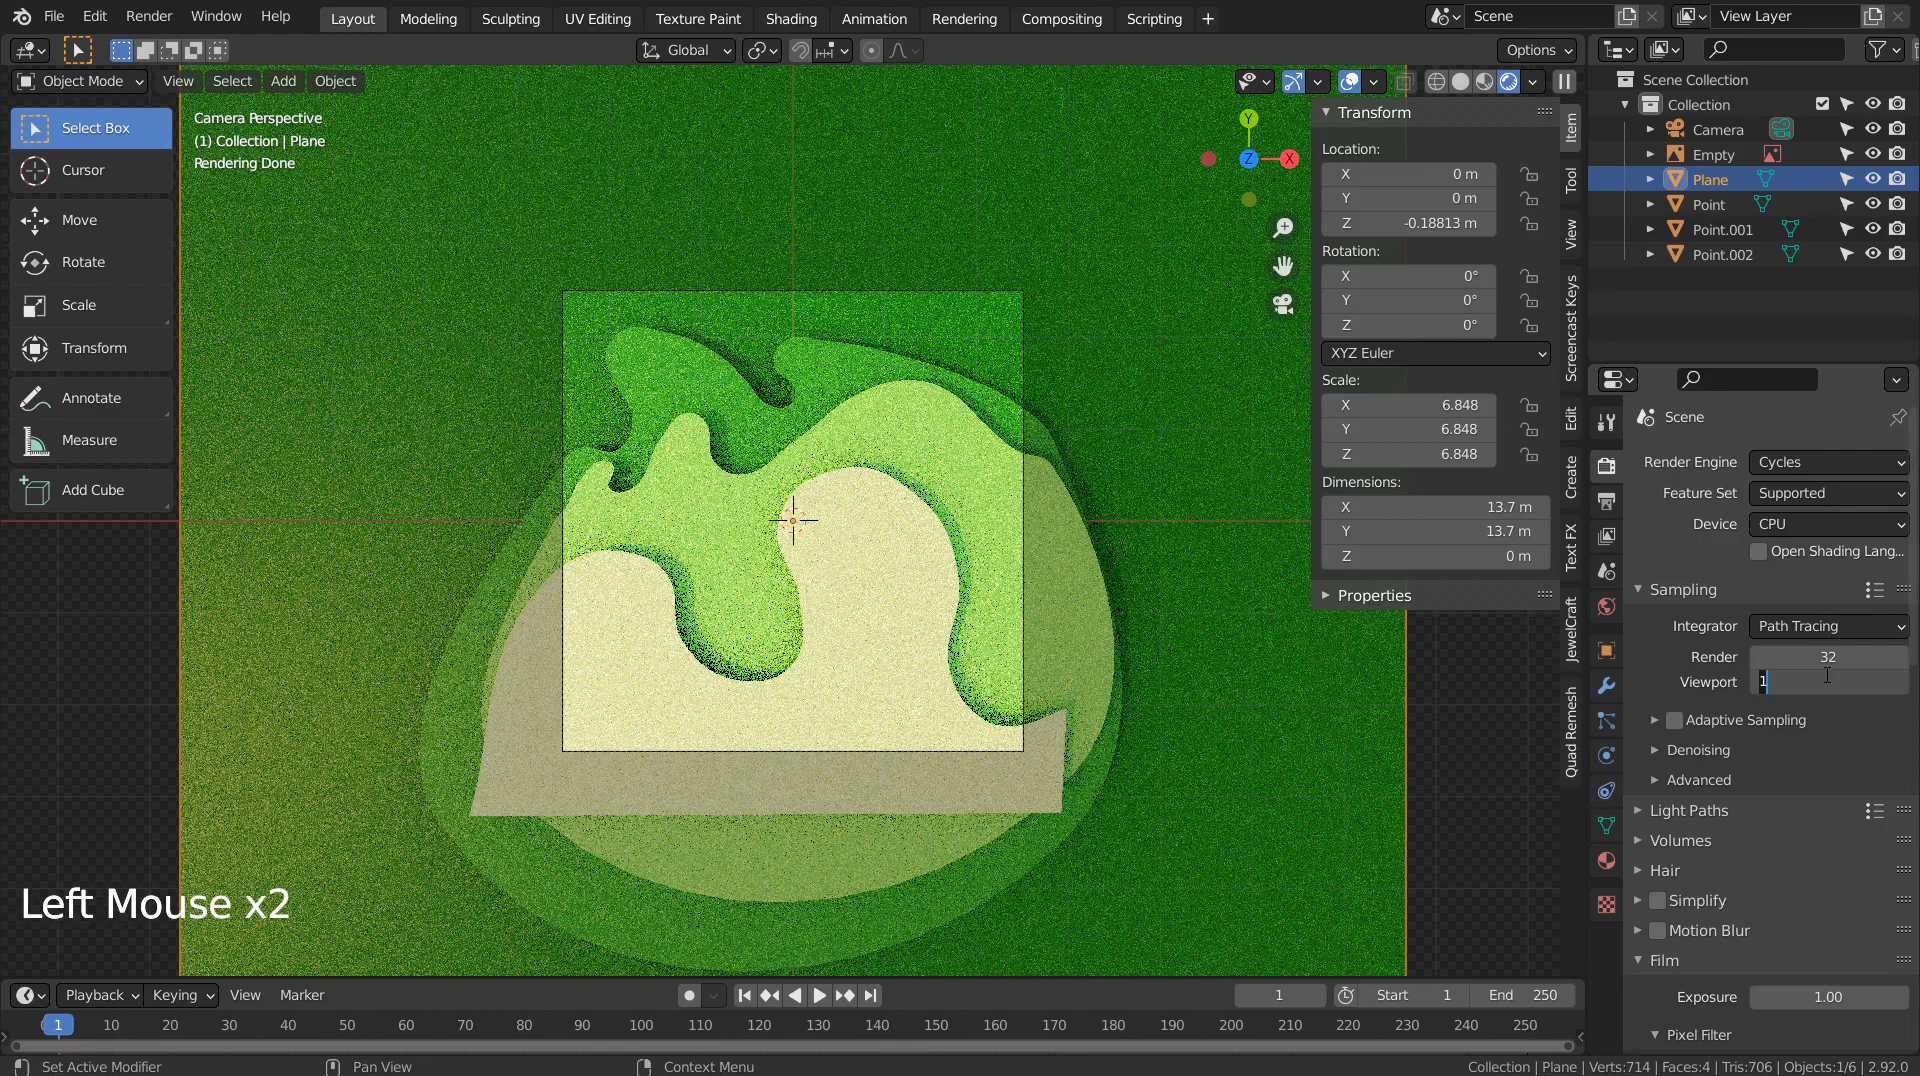 File Edit Render Window Help Layout Modeling Sculpting UV Editing Texture Paint Shading Animation Rendering Compositing Scripting + Scene View Layer
Global Options
Object Mode View Select Add Object
Select Box
Cursor
Move
Rotate
Scale
Transform
Annotate
Measure
Add Cube
Camera Perspective
(1) Collection | Plane
Rendering Done
Y
Z X
Transform
Location:
X 0 m
Y 0 m
Z -0.18813 m
Rotation:
X 0°
Y 0°
Z 0°
XYZ Euler
Scale:
X 6.848
Y 6.848
Z 6.848
Dimensions:
X 13.7 m
Y 13.7 m
Z 0 m
Properties
Item
Tool
View
Screencast Keys
Edit
Create
Text FX
JewelCraft
Quad Remesh
Scene Collection
Collection
Camera
Empty
Plane
Point
Point.001
Point.002
Scene
Render Engine Cycles
Feature Set Supported
Device CPU
Open Shading Lang...
Sampling
Integrator Path Tracing
Render 32
Viewport 1
Adaptive Sampling
Denoising
Advanced
Light Paths
Volumes
Hair
Simplify
Motion Blur
Film
Exposure 1.00
Pixel Filter
Left Mouse x2
Playback Keying View Marker 1 Start 1 End 250
1 10 20 30 40 50 60 70 80 90 100 110 120 130 140 150 160 170 180 190 200 210 220 230 240 250
Set Active Modifier Pan View Context Menu Collection | Plane | Verts:714 | Faces:4 | Tris:706 | Objects:1/6 | 2.92.0